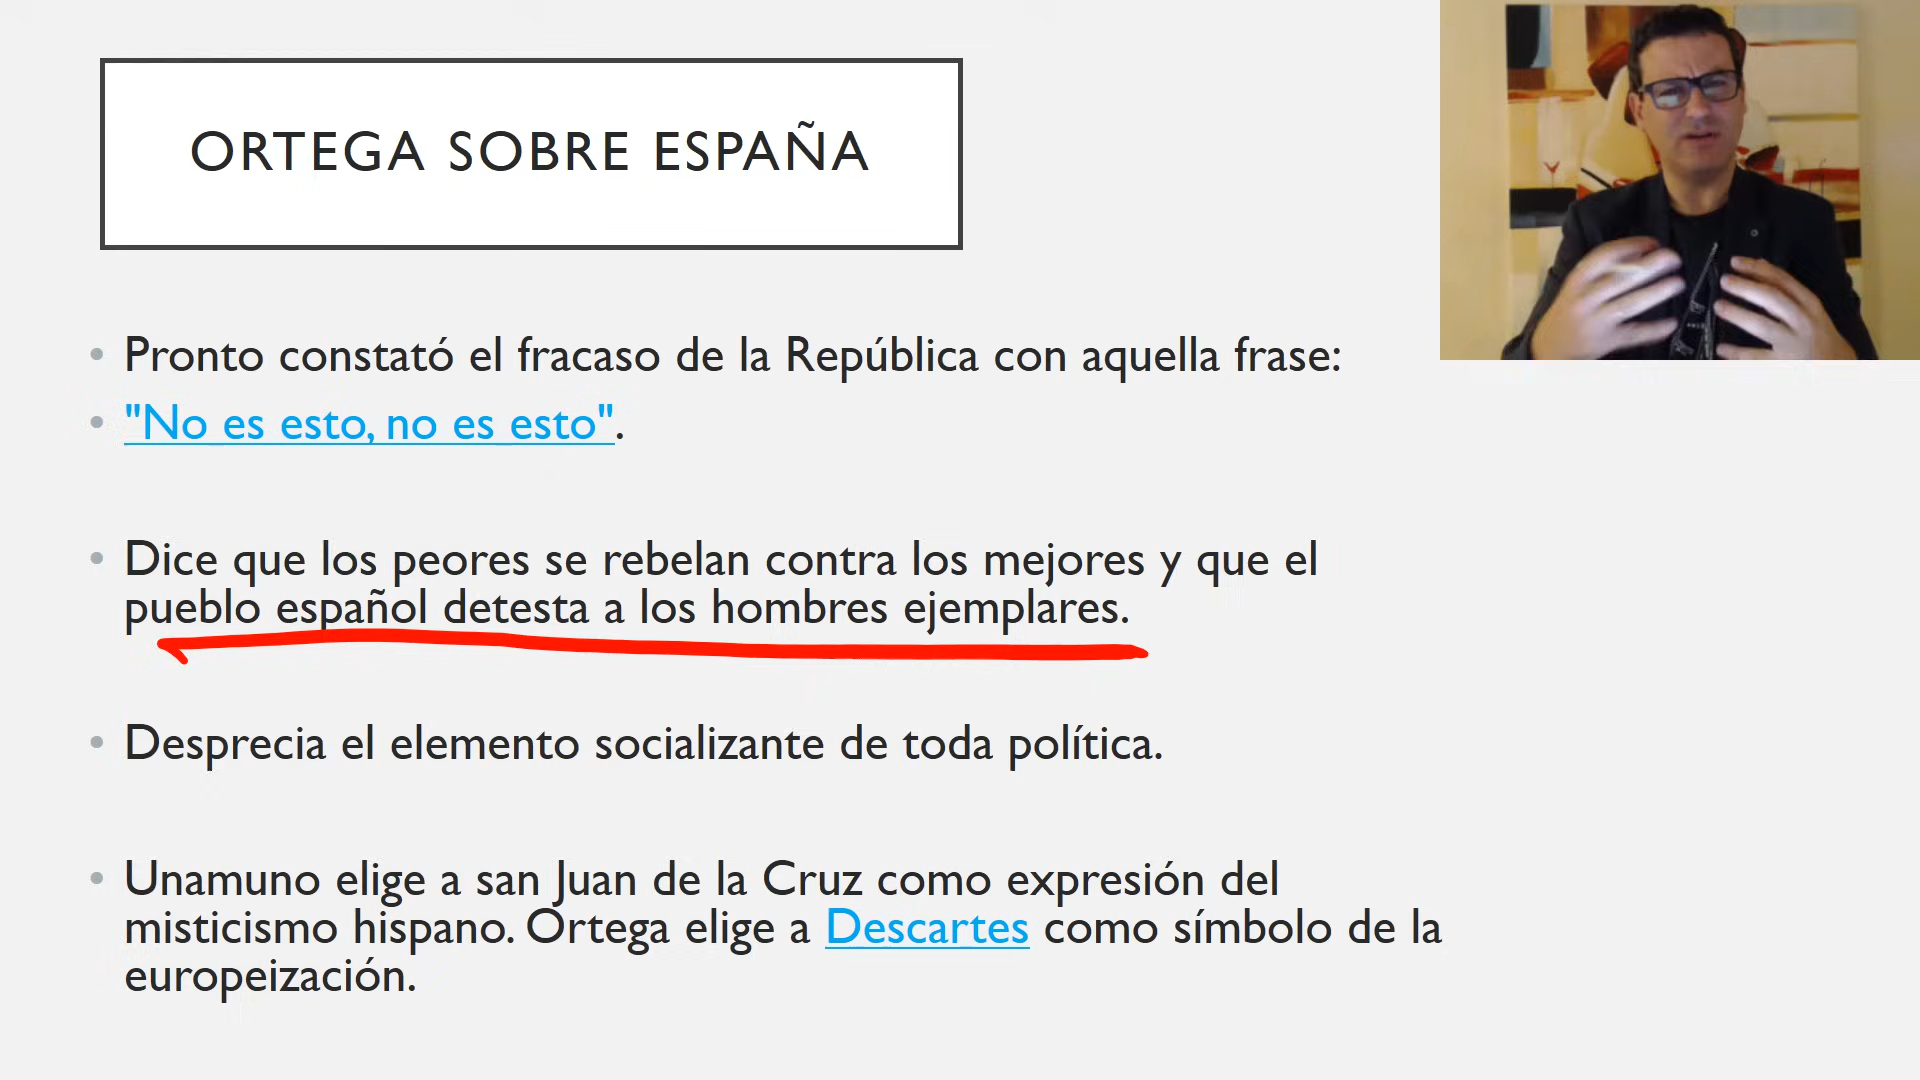 ORTEGA SOBRE ESPAÑA
• Pronto constató el fracaso de la República con aquella frase:
• "No es esto, no es esto".
• Dice que los peores se rebelan contra los mejores y que el
pueblo español detesta a los hombres ejemplares.
• Desprecia el elemento socializante de toda política.
• Unamuno elige a san Juan de la Cruz como expresión del
misticismo hispano. Ortega elige a Descartes como símbolo de la
europeización.